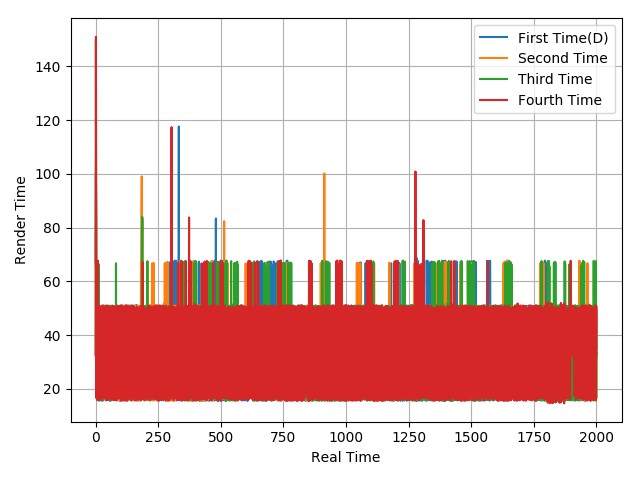 First Time(D)
Second Time
Third Time
Fourth Time
Render Time
140
120
100
80
60
40
20
0
250
500
750
1000
1250
1500
1750
2000
Real Time